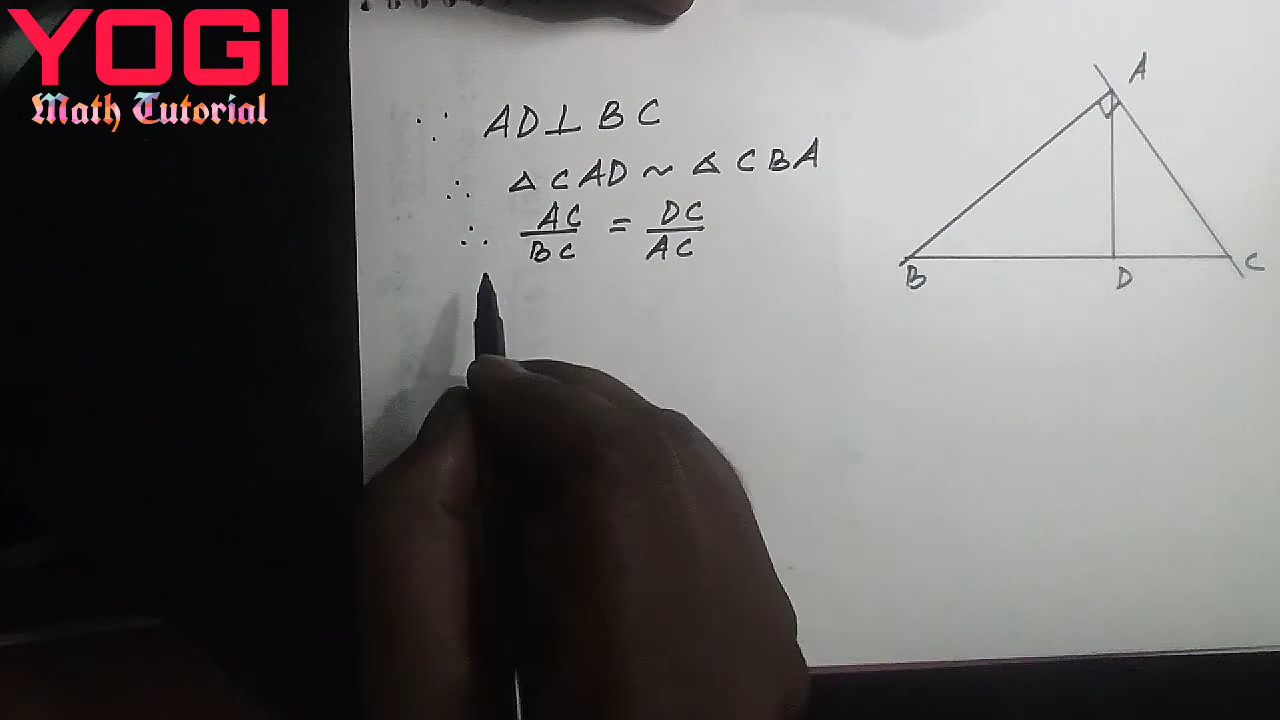 YOGI
Math Tutorial
∵ AD ⊥ BC
∴ △CAD ~ △CBA
∴ AC/BC = DC/AC
A
B D C